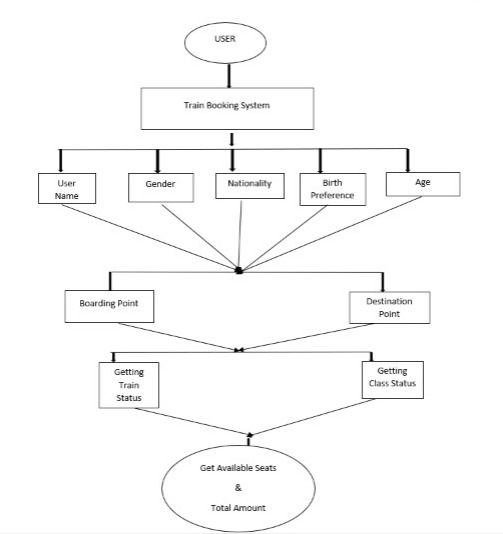 USER
Train Booking System
User
Name
Gender
Nationality
Birth
Preference
Age
Boarding Point
Destination
Point
Getting
Train
Status
Getting
Class Status
Get Available Seats
&
Total Amount